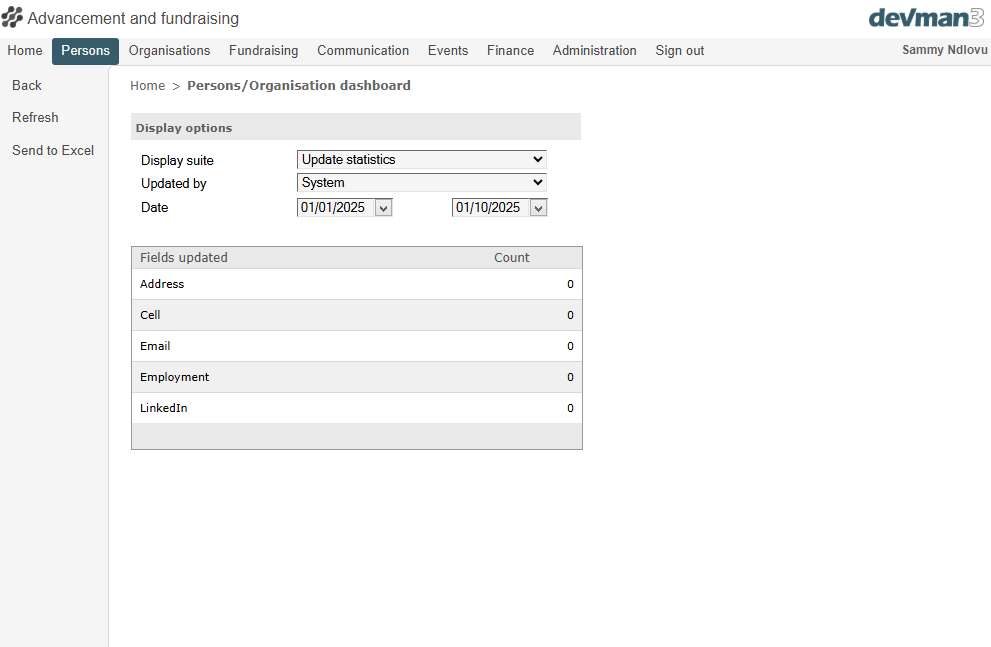 Advancement and fundraising
devman3
Home Persons Organisations Fundraising Communication Events Finance Administration Sign out Sammy Ndlovu
Back
Refresh
Send to Excel
Home > Persons/Organisation dashboard
Display options
Display suite Update statistics
Updated by System
Date 01/01/2025 01/10/2025
Fields updated Count
Address 0
Cell 0
Email 0
Employment 0
LinkedIn 0